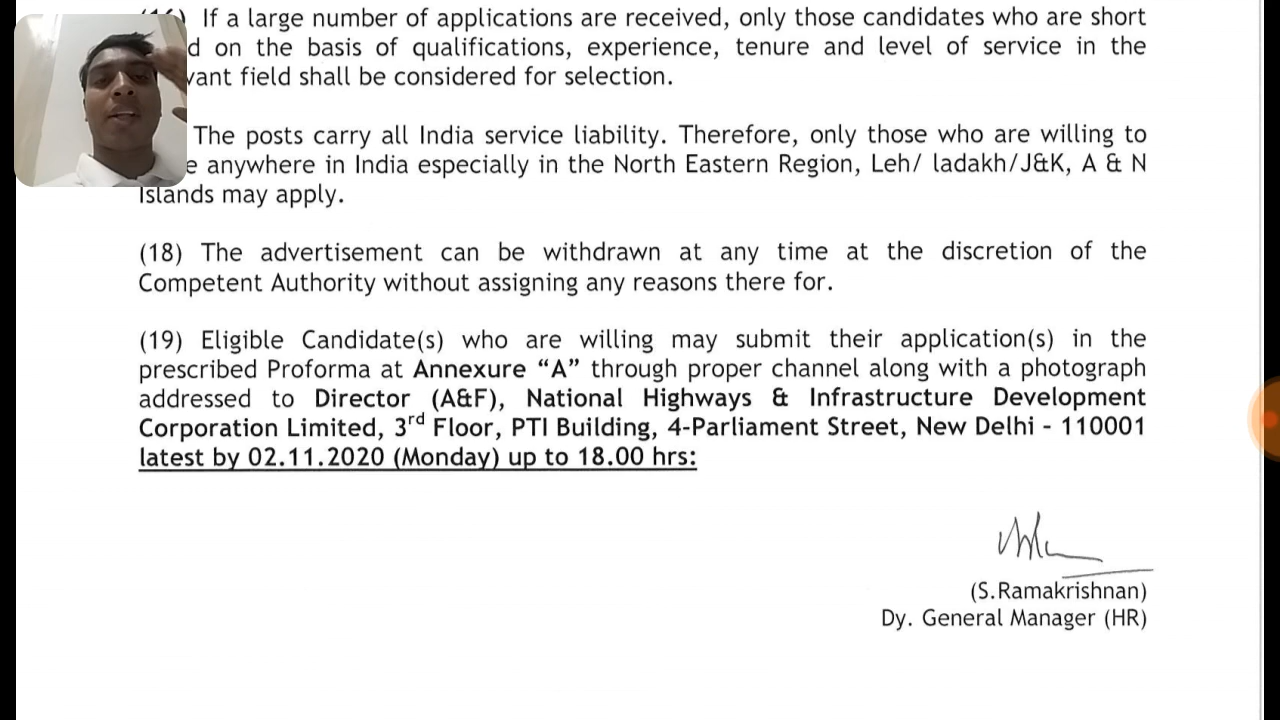 If a large number of applications are received, only those candidates who are short
d on the basis of qualifications, experience, tenure and level of service in the
vant field shall be considered for selection.
The posts carry all India service liability. Therefore, only those who are willing to
e anywhere in India especially in the North Eastern Region, Leh/ ladakh/J&K, A & N
Islands may apply.
(18) The advertisement can be withdrawn at any time at the discretion of the
Competent Authority without assigning any reasons there for.
(19) Eligible Candidate(s) who are willing may submit their application(s) in the
prescribed Proforma at Annexure “A” through proper channel along with a photograph
addressed to Director (A&F), National Highways & Infrastructure Development
Corporation Limited, 3rd Floor, PTI Building, 4-Parliament Street, New Delhi - 110001
latest by 02.11.2020 (Monday) up to 18.00 hrs:
(S.Ramakrishnan)
Dy. General Manager (HR)